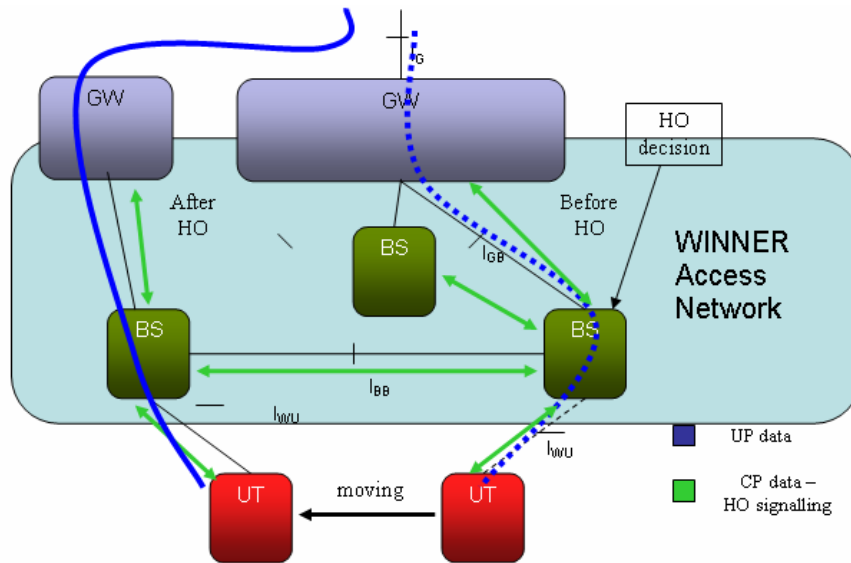 I_G
GW
GW
HO
decision
After
HO
Before
HO
BS
I_GB
WINNER
Access
Network
BS
BS
I_BB
I_WU
I_WU
UP data
UT
moving
UT
CP data –
HO signalling